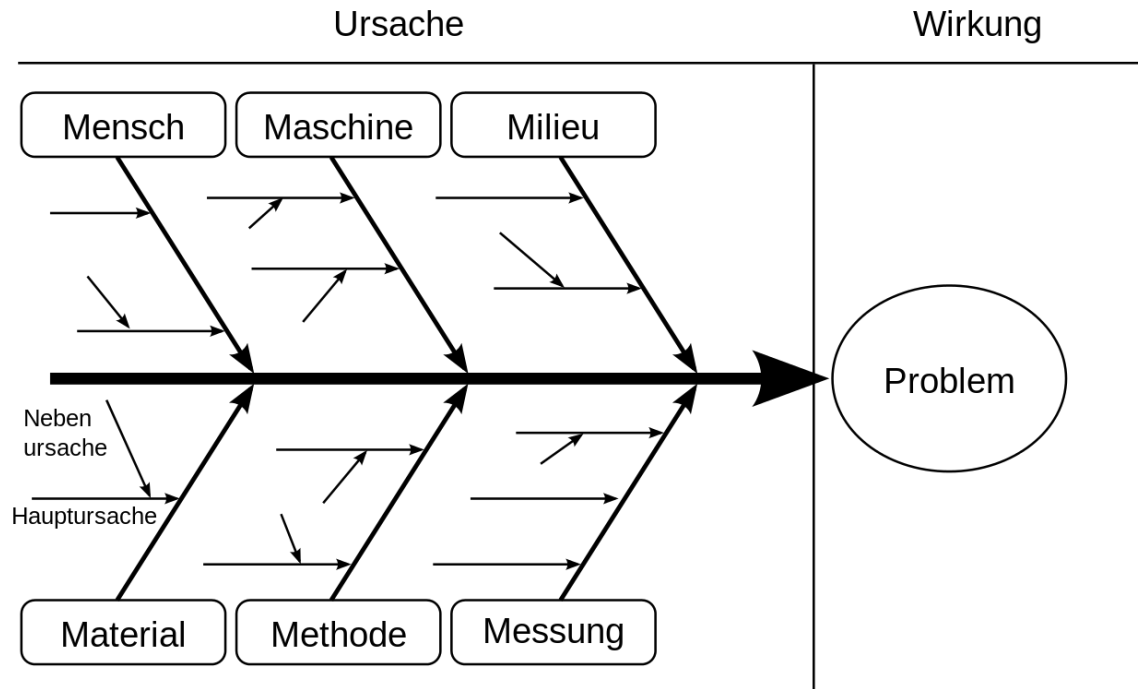 Ursache Wirkung
Mensch Maschine Milieu
Problem
Neben
ursache
Hauptursache
Material Methode Messung